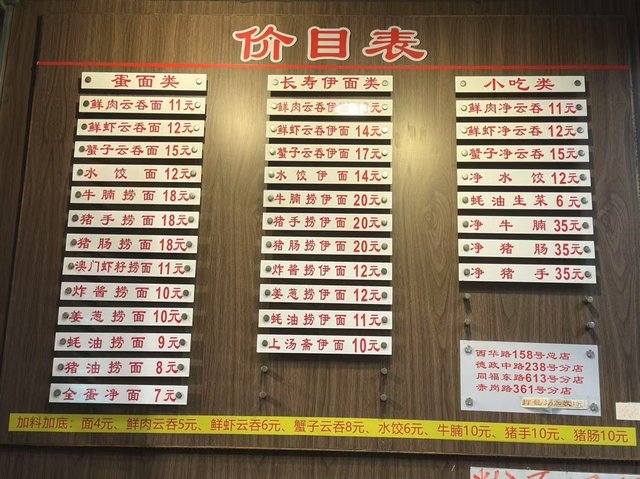 价目表
蛋面类
鲜肉云吞面 11元
鲜虾云吞面 12元
蟹子云吞面 15元
水饺面 12元
牛腩捞面 18元
猪手捞面 18元
猪肠捞面 18元
澳门虾籽捞面 11元
炸酱捞面 10元
姜葱捞面 10元
蚝油捞面 9元
猪油捞面 8元
全蛋净面 7元
长寿伊面类
鲜肉云吞伊面
鲜虾云吞伊面 14元
蟹子云吞伊面 17元
水饺伊面 14元
牛腩捞伊面 20元
猪手捞伊面 20元
猪肠捞伊面 20元
炸酱捞伊面 12元
姜葱捞伊面 12元
蚝油捞伊面 11元
上汤斋伊面 10元
小吃类
鲜肉净云吞 11元
鲜虾净云吞 12元
蟹子净云吞 15元
净水饺 12元
蚝油生菜 6元
净牛腩 35元
净猪肠 35元
净猪手 35元
西华路158号总店
德政中路238号分店
同福东路613号分店
赤岗路361号分店
加料加底：面4元、鲜肉云吞5元、鲜虾云吞6元、蟹子云吞8元、水饺6元、牛腩10元、猪手10元、猪肠10元